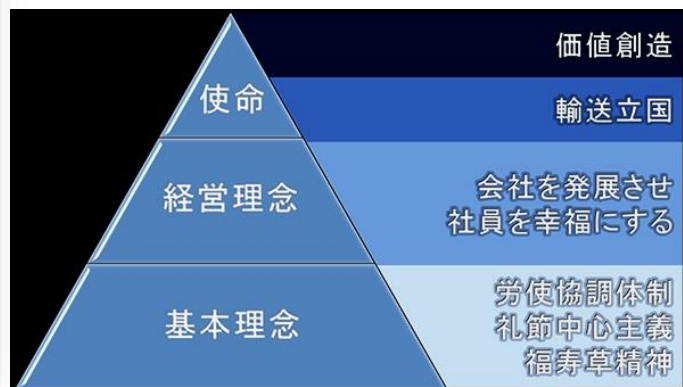 価値創造
使命
輸送立国
経営理念
会社を発展させ
社員を幸福にする
基本理念
労使協調体制
礼節中心主義
福寿草精神